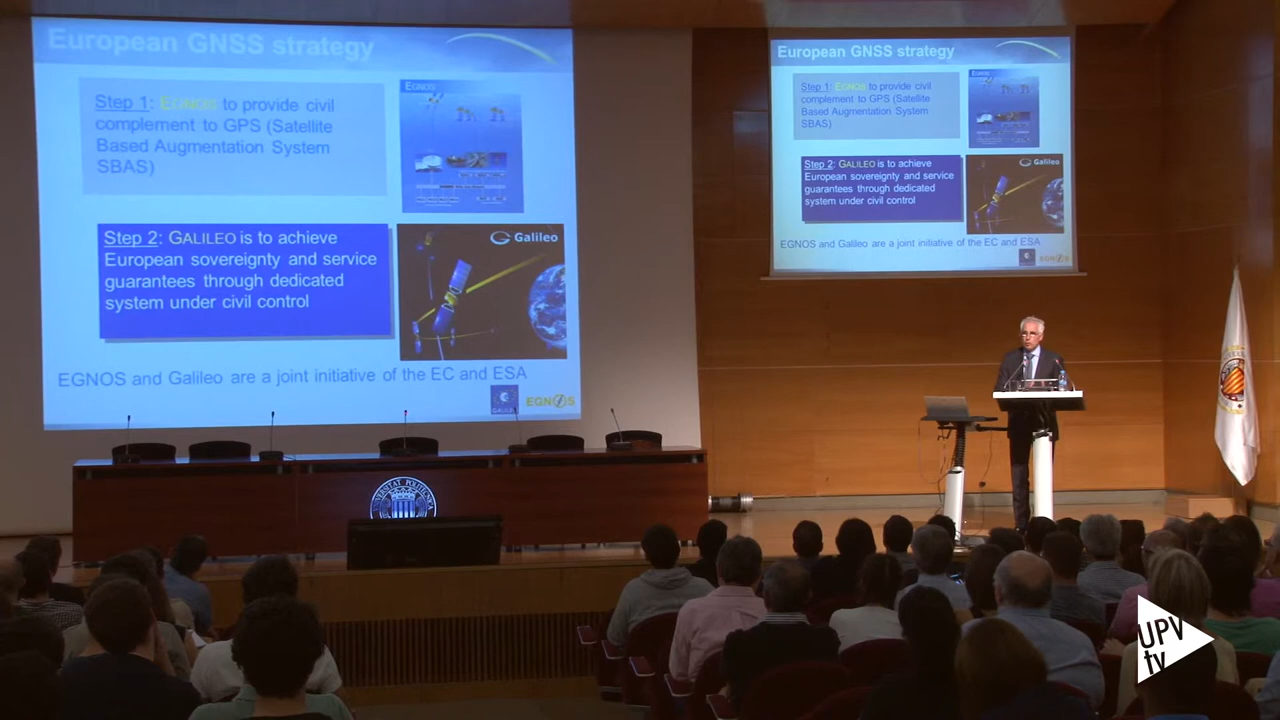 European GNSS strategy
Step 1: EGNOS to provide civil
complement to GPS (Satellite
Based Augmentation System
SBAS)
EGNOS
Step 2: GALILEO is to achieve
European sovereignty and service
guarantees through dedicated
system under civil control
Galileo
EGNOS and Galileo are a joint initiative of the EC and ESA
GALILEO
EGNOS
European GNSS strategy
Step 1: EGNOS to provide civil
complement to GPS (Satellite
Based Augmentation System
SBAS)
EGNOS
Step 2: GALILEO is to achieve
European sovereignty and service
guarantees through dedicated
system under civil control
Galileo
EGNOS and Galileo are a joint initiative of the EC and ESA
EGNOS
UNIVERSITAT POLITECNICA
UPV
tv